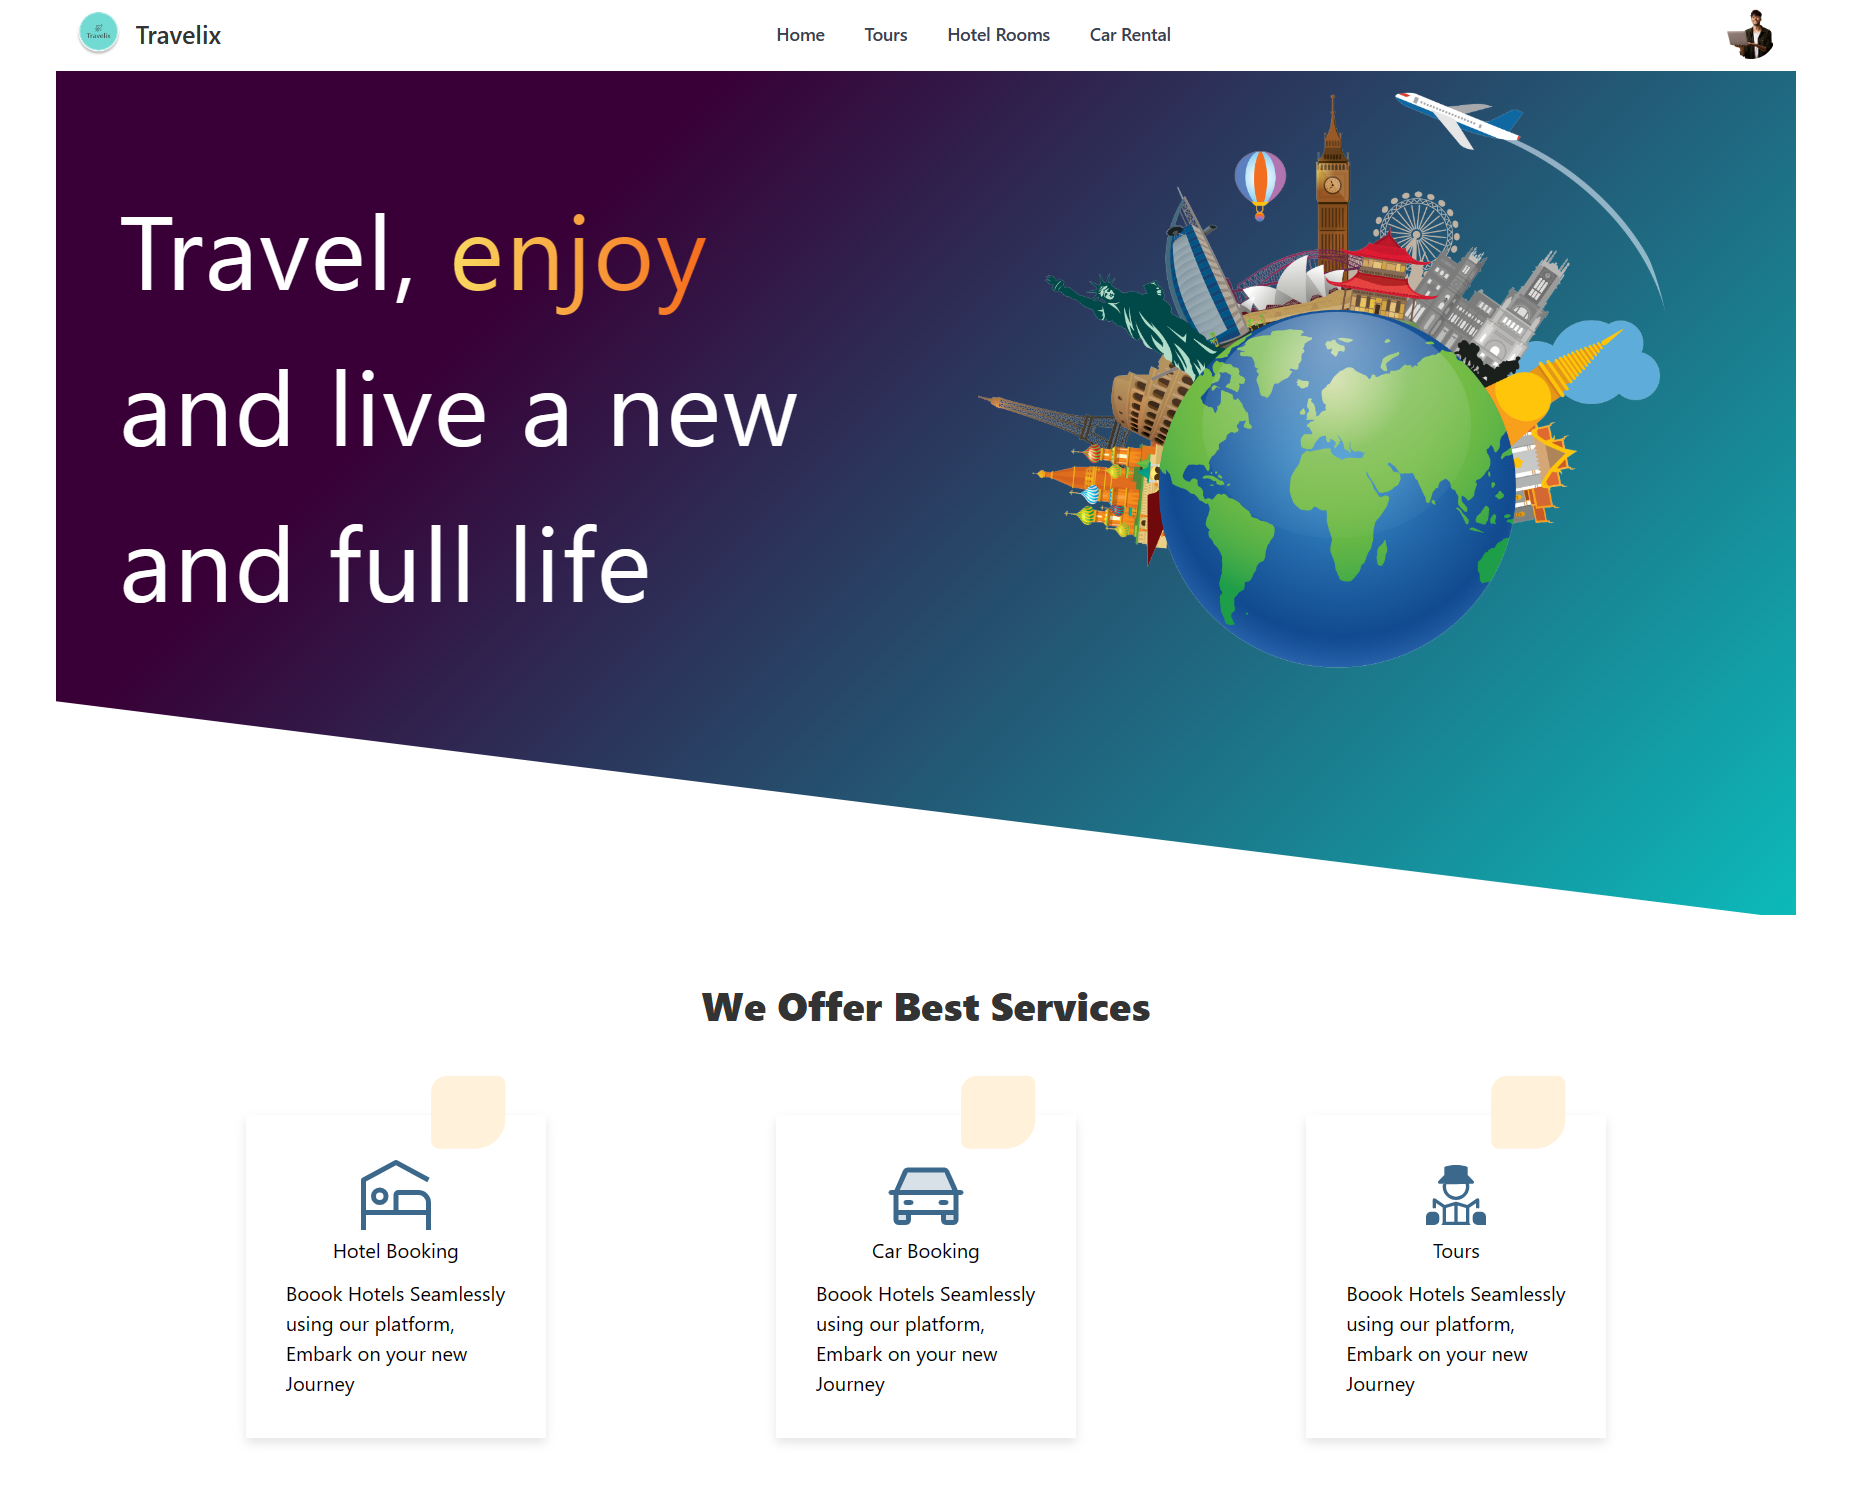 Travelix
Travelix
Home
Tours
Hotel Rooms
Car Rental
Travel, enjoy
and live a new
and full life
We Offer Best Services
Hotel Booking
Boook Hotels Seamlessly
using our platform,
Embark on your new
Journey
Car Booking
Boook Hotels Seamlessly
using our platform,
Embark on your new
Journey
Tours
Boook Hotels Seamlessly
using our platform,
Embark on your new
Journey